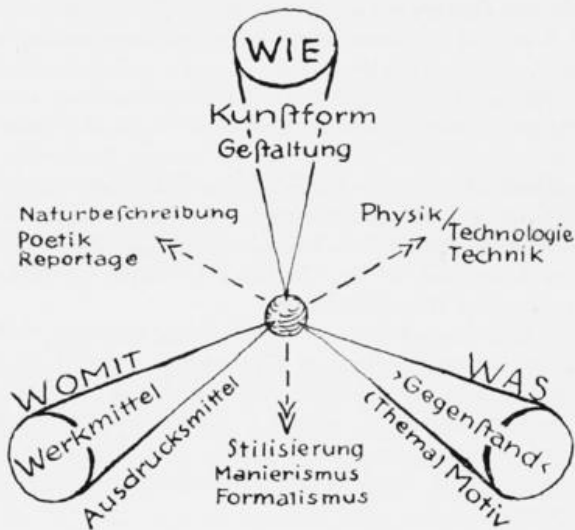 WIE
Kunſtform
Geſtaltung
Naturbeſchreibung
Poetik
Reportage
Physik/
Technologie
Technik
WOMIT
Werkmittel
Ausdrucksmittel
WAS
›Gegenſtand‹
(Thema) Motiv
Stilisierung
Manierismus
Formalismus